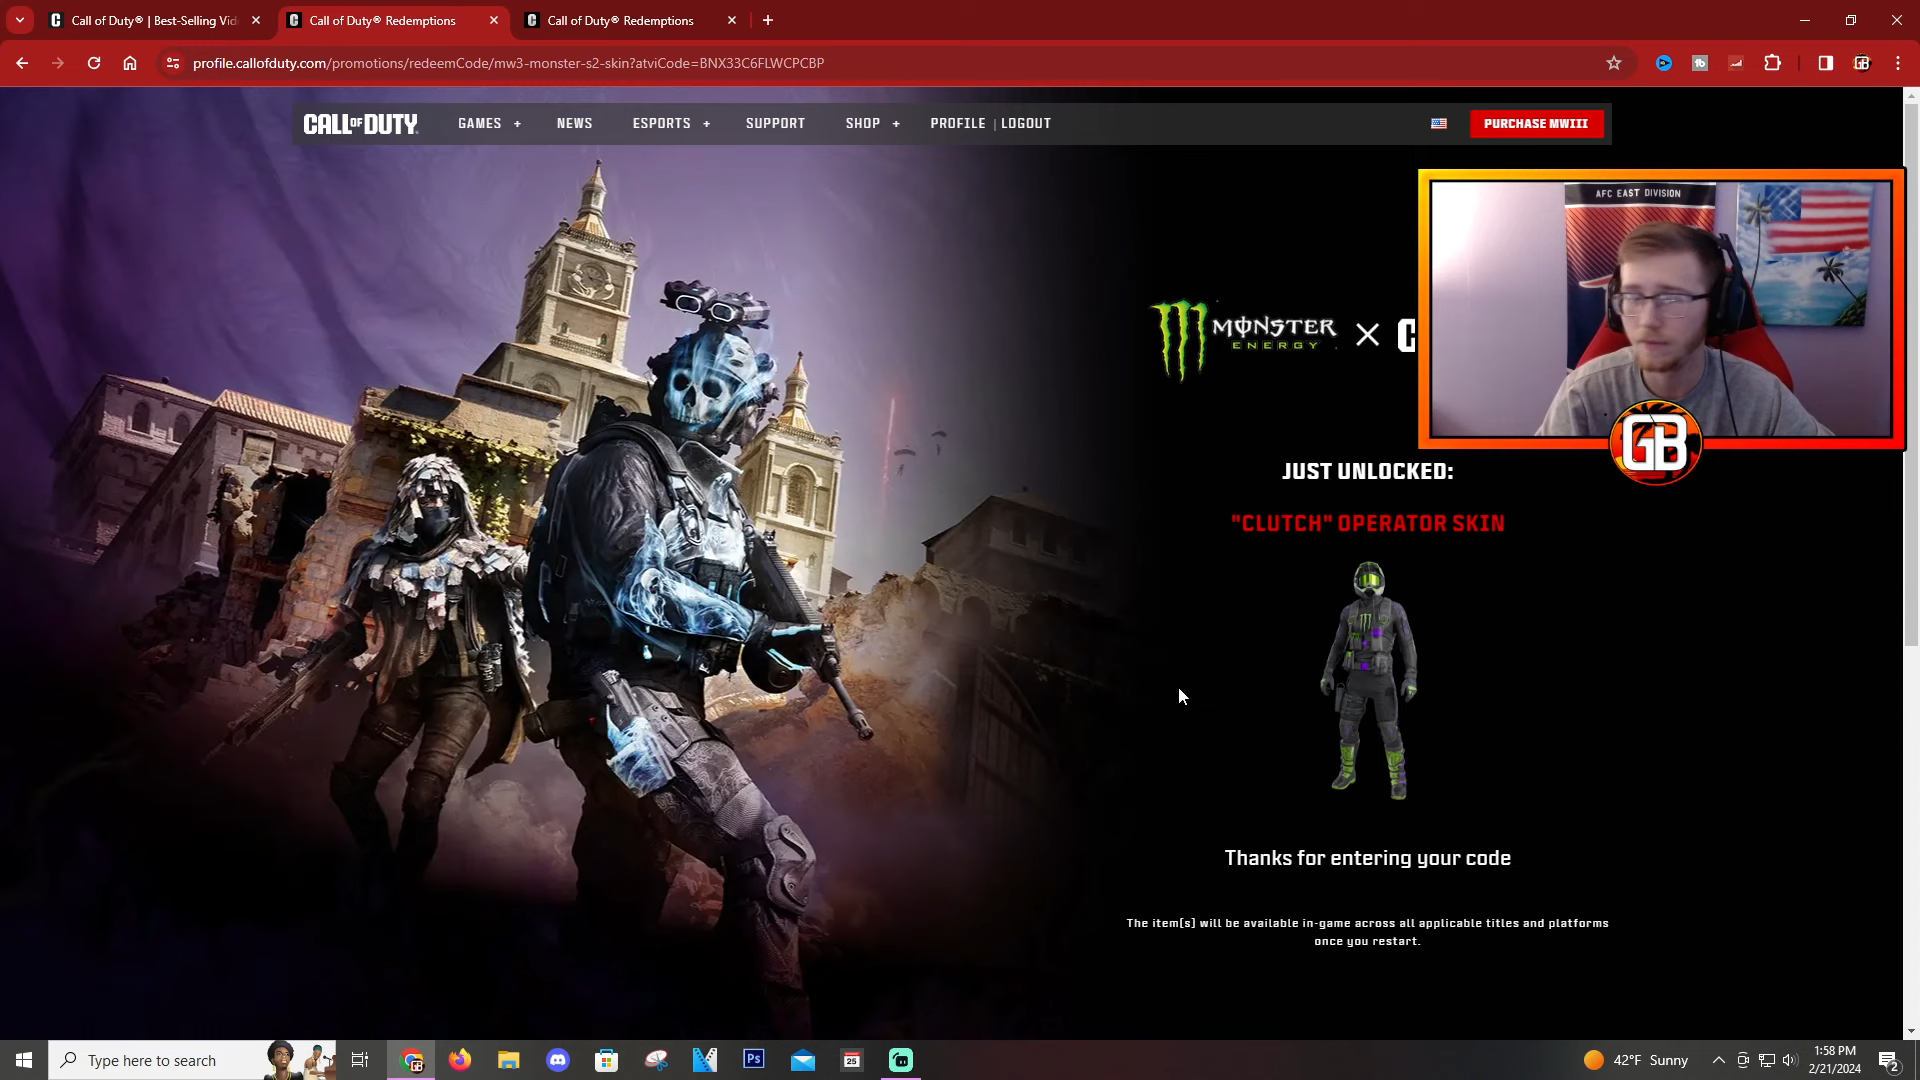 Call of Duty® | Best-Selling Vid
Call of Duty® Redemptions
Call of Duty® Redemptions
profile.callofduty.com/promotions/redeemCode/mw3-monster-s2-skin?atviCode=BNX33C6FLWCPCBP
CALL OF DUTY
GAMES +
NEWS
ESPORTS +
SUPPORT
SHOP +
PROFILE | LOGOUT
PURCHASE MWIII
AFC EAST DIVISION
MONSTER
ENERGY
GB
JUST UNLOCKED:
"CLUTCH" OPERATOR SKIN
Thanks for entering your code
The item[s] will be available in-game across all applicable titles and platforms
once you restart.
Type here to search
Ps
25
42°F Sunny
1:58 PM
2/21/2024
2